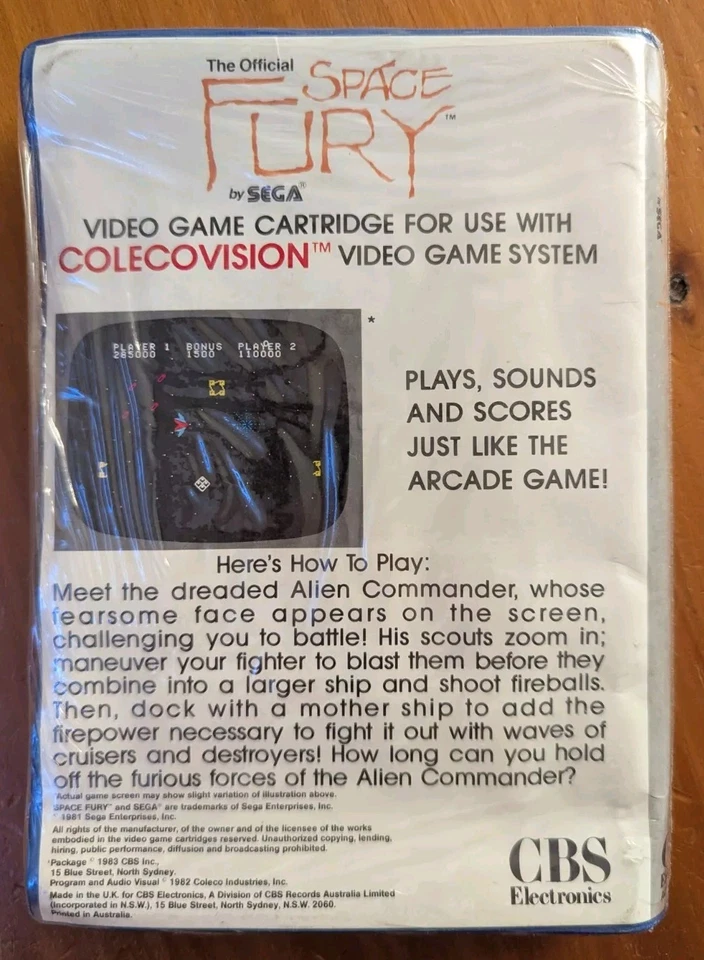 The Official SPACE
FURY™
by SEGA®
VIDEO GAME CARTRIDGE FOR USE WITH
COLECOVISION™ VIDEO GAME SYSTEM
*
PLAYER 1 BONUS PLAYER 2
265000 1500 110000
PLAYS, SOUNDS
AND SCORES
JUST LIKE THE
ARCADE GAME!
Here's How To Play:
Meet the dreaded Alien Commander, whose
fearsome face appears on the screen,
challenging you to battle! His scouts zoom in;
maneuver your fighter to blast them before they
combine into a larger ship and shoot fireballs.
Then, dock with a mother ship to add the
firepower necessary to fight it out with waves of
cruisers and destroyers! How long can you hold
off the furious forces of the Alien Commander?
*Actual game screen may show slight variation of illustration above.
SPACE FURY™ and SEGA® are trademarks of Sega Enterprises, Inc.
© 1981 Sega Enterprises, Inc.
All rights of the manufacturer, of the owner and of the licensee of the works
embodied in the video game cartridges reserved. Unauthorized copying, lending,
hiring, public performance, diffusion and broadcasting prohibited.
Package © 1983 CBS Inc.,
15 Blue Street, North Sydney.
Program and Audio Visual © 1982 Coleco Industries, Inc.
Made in the U.K. for CBS Electronics, A Division of CBS Records Australia Limited
(Incorporated in N.S.W.), 15 Blue Street, North Sydney, N.S.W. 2060.
Printed in Australia.
CBS
Electronics
by SEGA